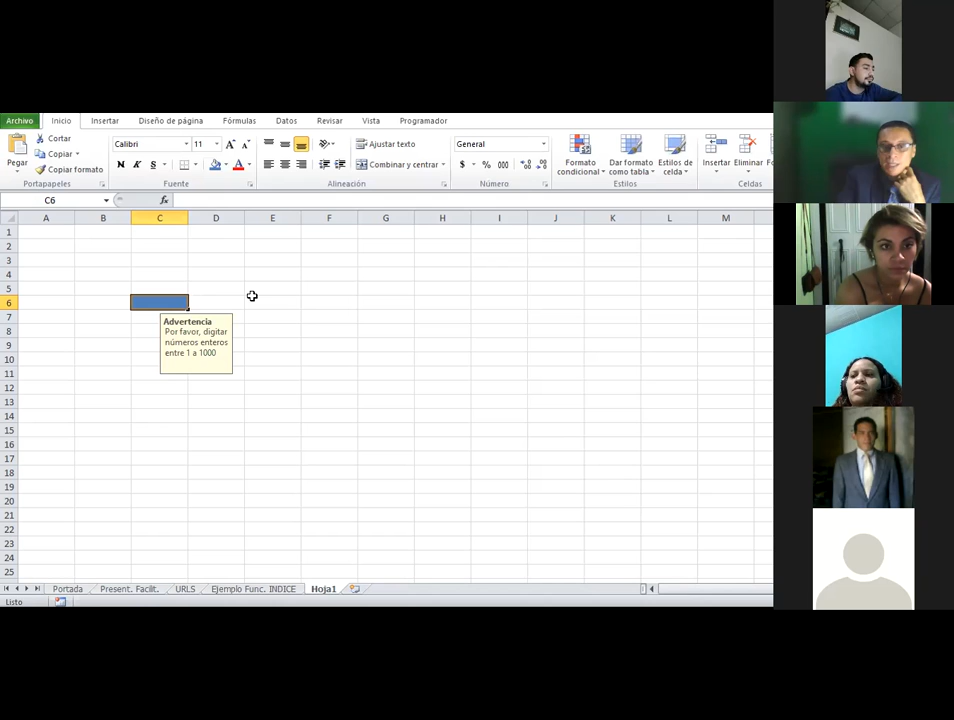 Archivo Inicio Insertar Diseño de página Fórmulas Datos Revisar Vista Programador
Cortar
Copiar
Copiar formato
Pegar
Portapapeles
Calibri 11
N K S
Fuente
Ajustar texto
Combinar y centrar
Alineación
General
$ % 000
Número
Formato condicional
Dar formato como tabla
Estilos de celda
Estilos
Insertar Eliminar
Celdas
C6 fx
A B C D E F G H I J K L M
1
2
3
4
5
6
7
8
9
10
11
12
13
14
15
16
17
18
19
20
21
22
23
24
25
Advertencia
Por favor, digitar
números enteros
entre 1 a 1000
Portada Present. Facilit. URLS Ejemplo Func. INDICE Hoja1
Listo